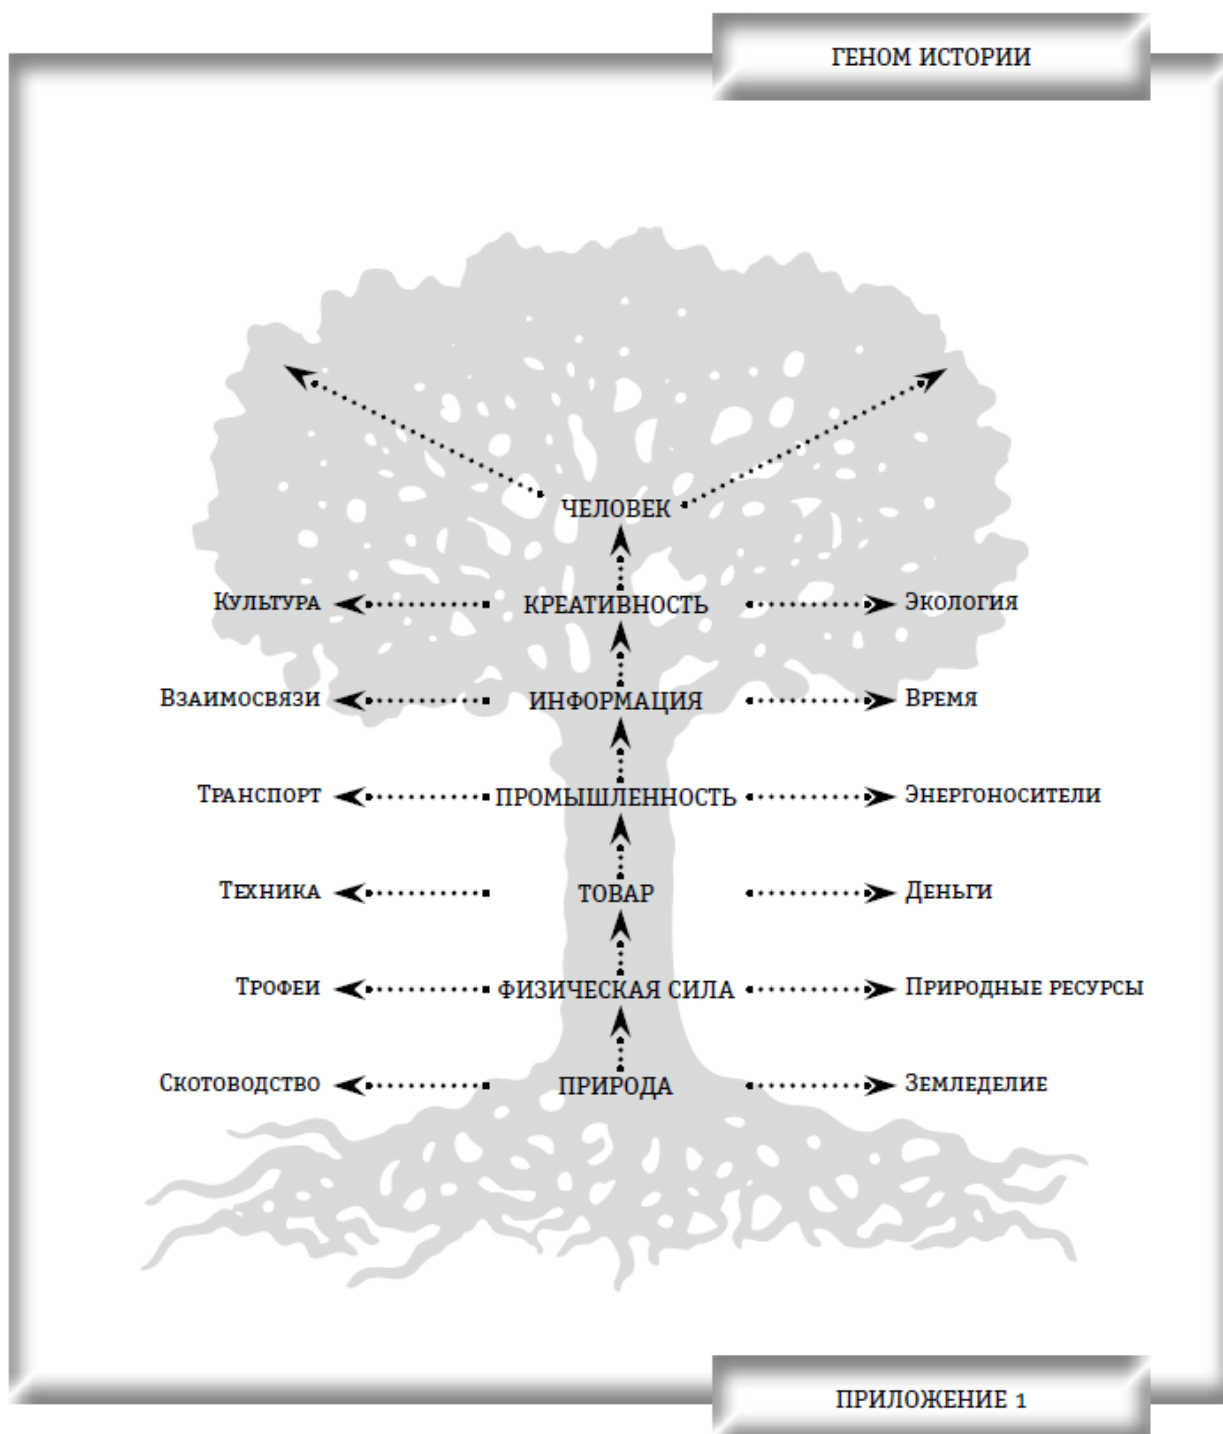 ГЕНОМ ИСТОРИИ
ЧЕЛОВЕК
Культура КРЕАТИВНОСТЬ Экология
Взаимосвязи ИНФОРМАЦИЯ Время
Транспорт ПРОМЫШЛЕННОСТЬ Энергоносители
Техника ТОВАР Деньги
Трофеи ФИЗИЧЕСКАЯ СИЛА Природные ресурсы
Скотоводство ПРИРОДА Земледелие
ПРИЛОЖЕНИЕ 1